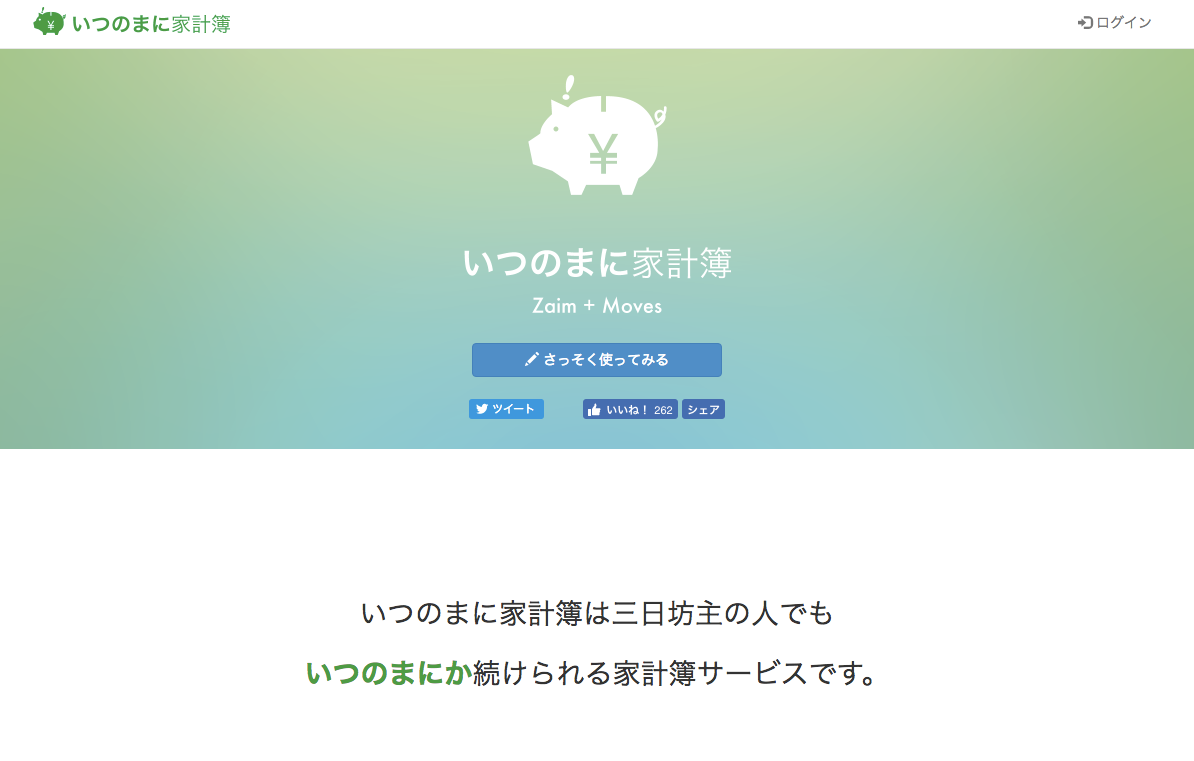 ¥ いつのまに家計簿
ログイン
¥
いつのまに家計簿
Zaim + Moves
さっそく使ってみる
ツイート
いいね！ 262
シェア
いつのまに家計簿は三日坊主の人でも
いつのまにか続けられる家計簿サービスです。